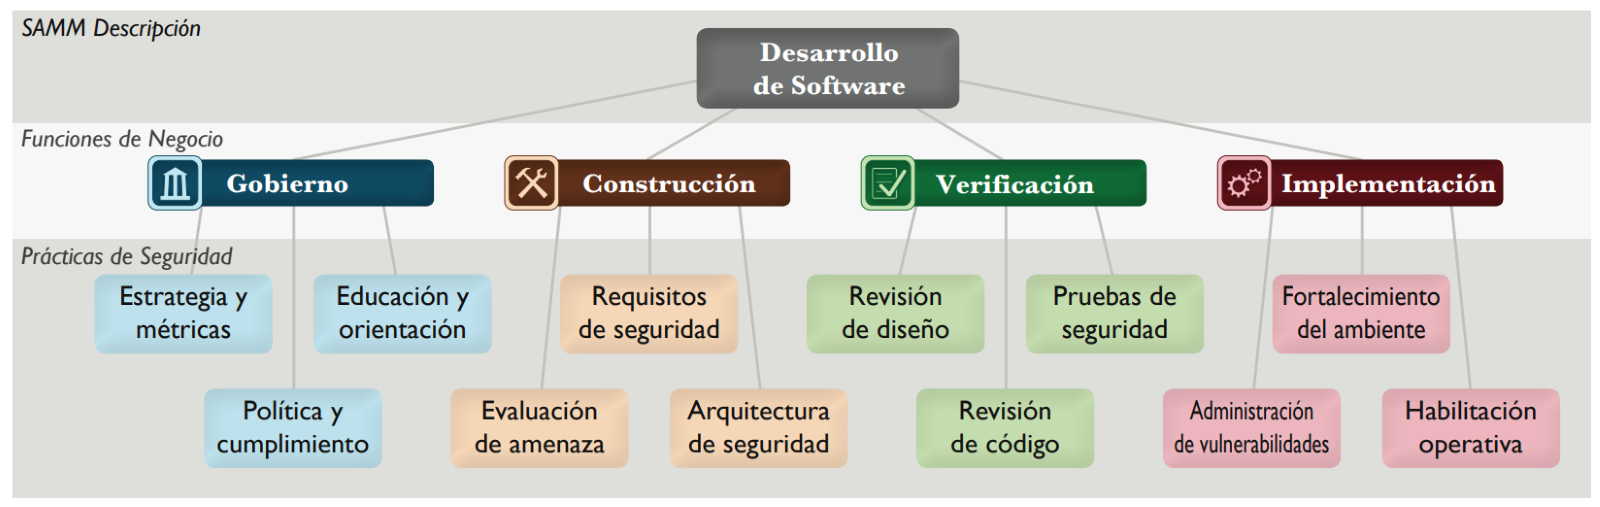 SAMM Descripción
Desarrollo
de Software
Funciones de Negocio
Gobierno
Construcción
Verificación
Implementación
Prácticas de Seguridad
Estrategia y
métricas
Educación y
orientación
Requisitos
de seguridad
Revisión
de diseño
Pruebas de
seguridad
Fortalecimiento
del ambiente
Política y
cumplimiento
Evaluación
de amenaza
Arquitectura
de seguridad
Revisión
de código
Administración
de vulnerabilidades
Habilitación
operativa